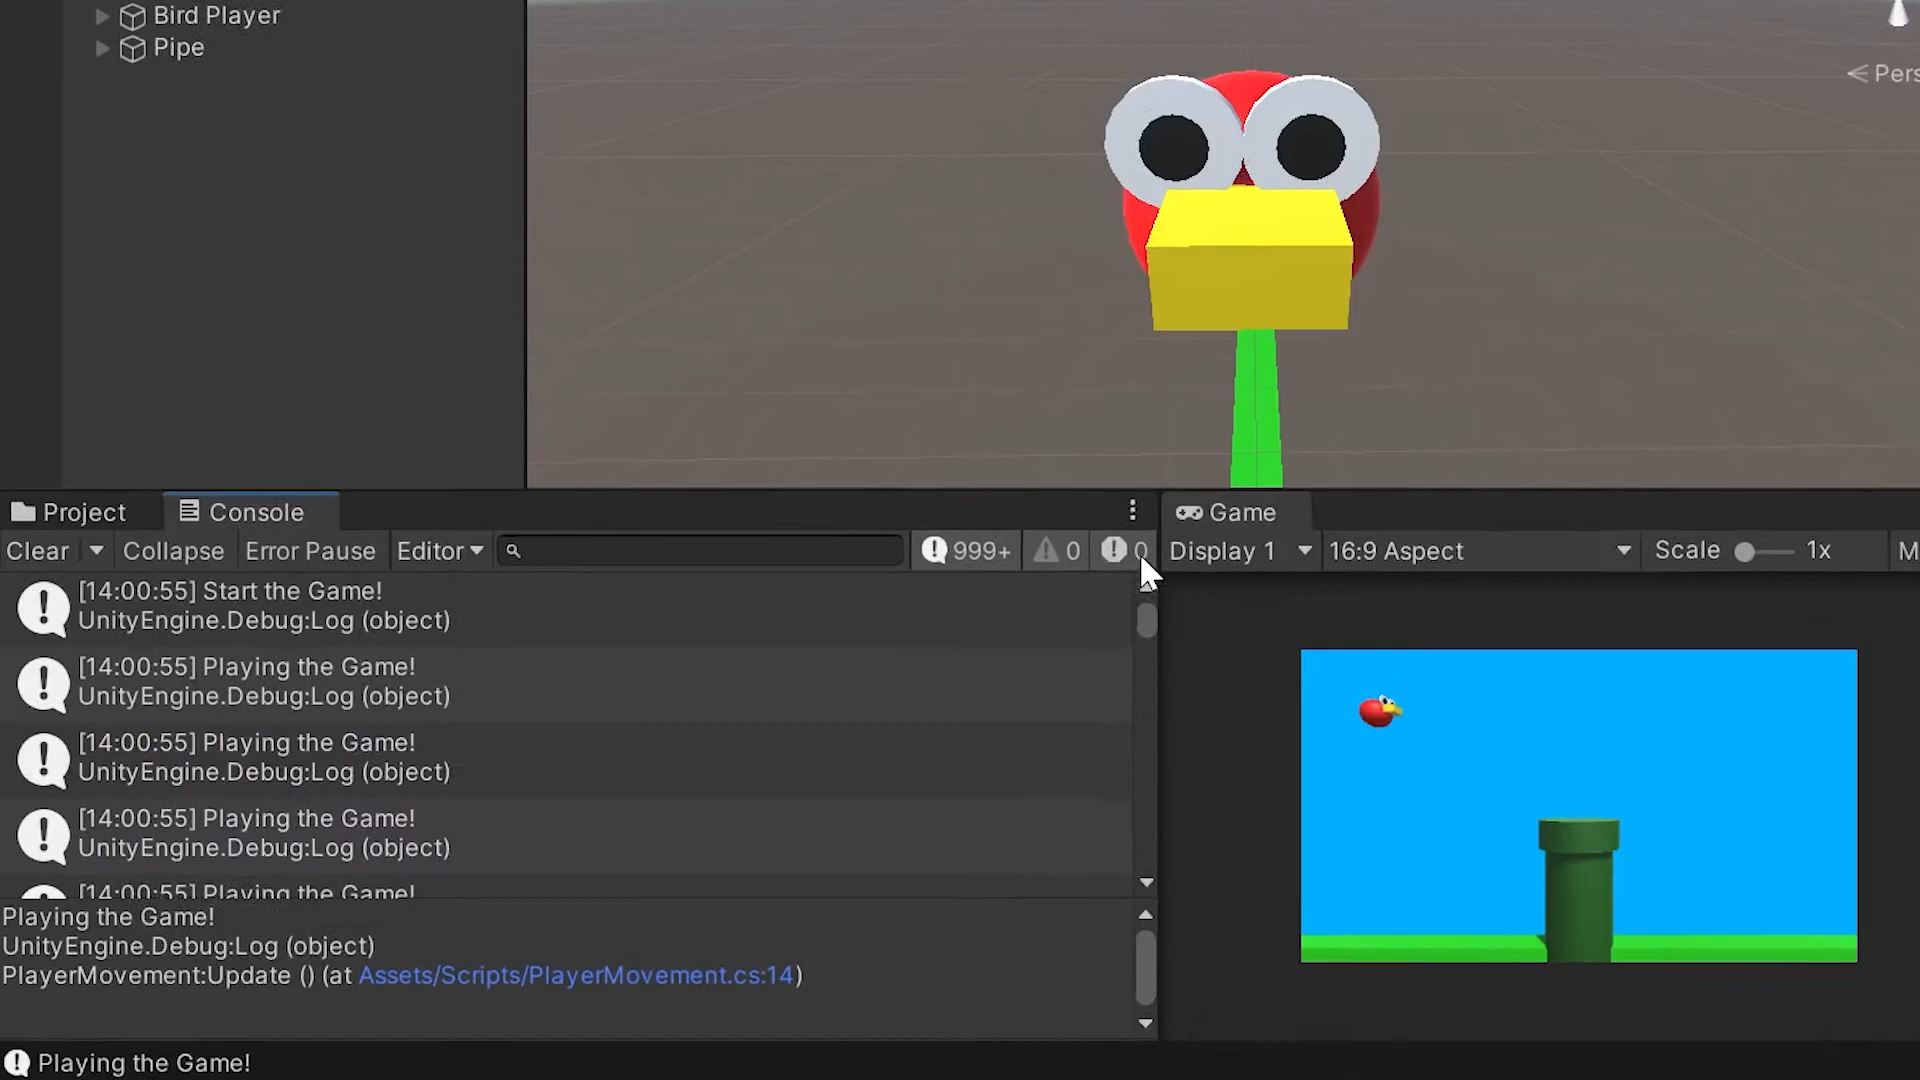 Bird Player
Pipe
Pers
Project
Console
Game
Clear
Collapse
Error Pause
Editor
999+
0
0
Display 1
16:9 Aspect
Scale
1x
M
[14:00:55] Start the Game!
UnityEngine.Debug:Log (object)
[14:00:55] Playing the Game!
UnityEngine.Debug:Log (object)
[14:00:55] Playing the Game!
UnityEngine.Debug:Log (object)
[14:00:55] Playing the Game!
UnityEngine.Debug:Log (object)
[14:00:55] Playing the Game!
Playing the Game!
UnityEngine.Debug:Log (object)
PlayerMovement:Update () (at Assets/Scripts/PlayerMovement.cs:14)
Playing the Game!